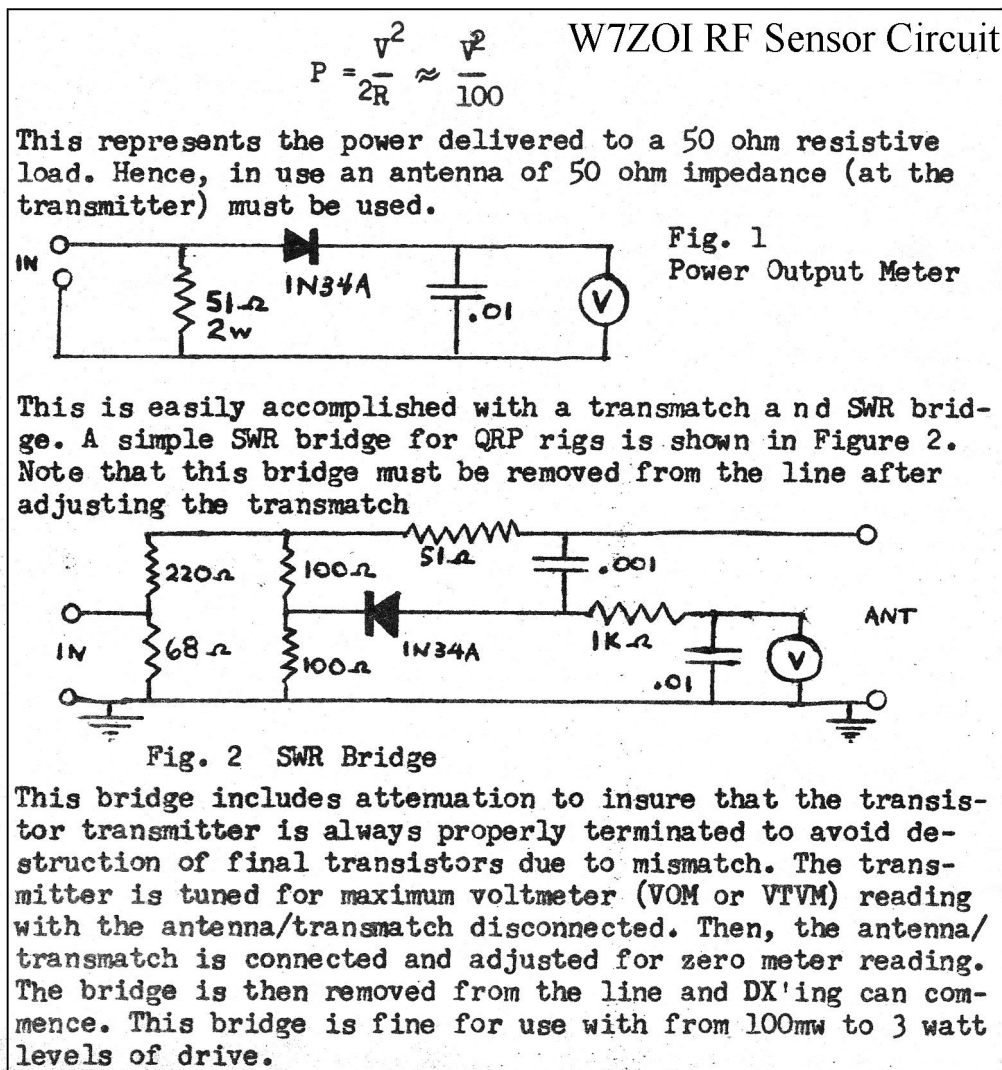 W7ZOI RF Sensor Circuit
P = V²/2R ≈ V²/100
This represents the power delivered to a 50 ohm resistive
load. Hence, in use an antenna of 50 ohm impedance (at the
transmitter) must be used.
Fig. 1
Power Output Meter
IN
51Ω
2W
1N34A
.01
V
This is easily accomplished with a transmatch a nd SWR brid-
ge. A simple SWR bridge for QRP rigs is shown in Figure 2.
Note that this bridge must be removed from the line after
adjusting the transmatch
220Ω
100Ω
51Ω
.001
IN
68Ω
100Ω
1N34A
1KΩ
.01
V
ANT
Fig. 2 SWR Bridge
This bridge includes attenuation to insure that the transis-
tor transmitter is always properly terminated to avoid de-
struction of final transistors due to mismatch. The trans-
mitter is tuned for maximum voltmeter (VOM or VTVM) reading
with the antenna/transmatch disconnected. Then, the antenna/
transmatch is connected and adjusted for zero meter reading.
The bridge is then removed from the line and DX'ing can com-
mence. This bridge is fine for use with from 100mw to 3 watt
levels of drive.